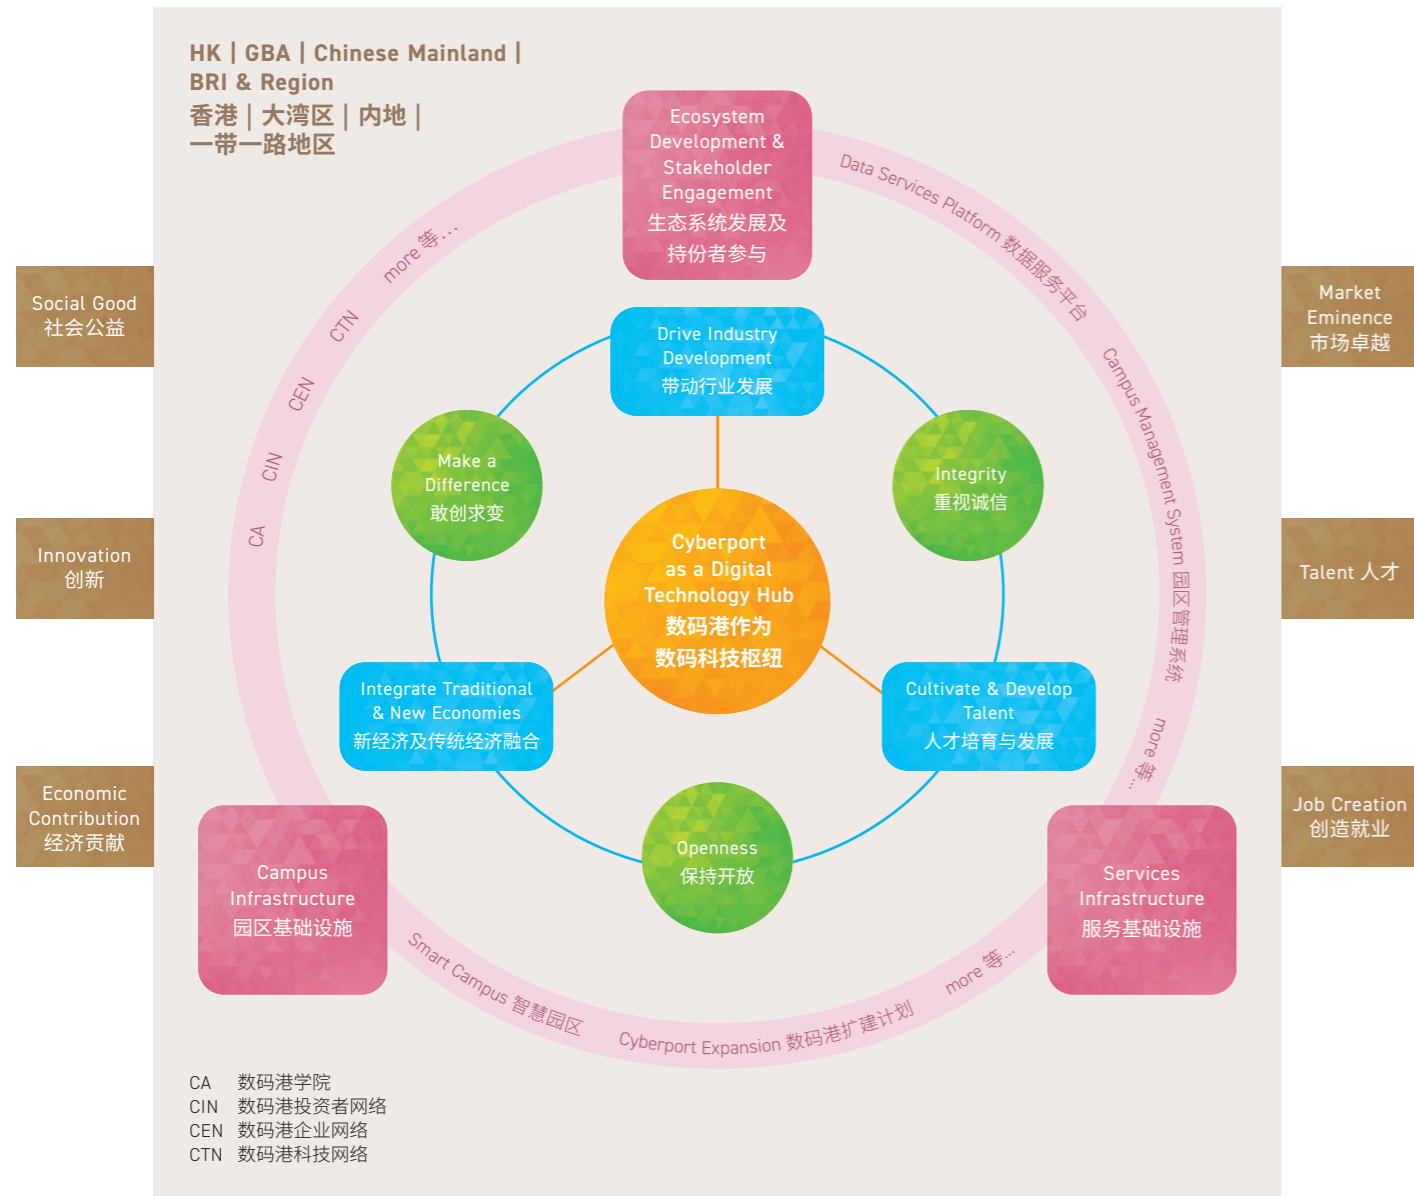 HK | GBA | Chinese Mainland |
BRI & Region
香港 | 大湾区 | 内地 |
一带一路地区
Ecosystem
Development &
Stakeholder
Engagement
生态系统发展及
持份者参与
Data Services Platform 数据服务平台
Campus Management System 园区管理系统
more 等...
CA
CIN
CEN
CTN
more 等...
Social Good
社会公益
Innovation
创新
Economic
Contribution
经济贡献
Market
Eminence
市场卓越
Talent 人才
Job Creation
创造就业
Drive Industry
Development
带动行业发展
Make a
Difference
敢创求变
Integrity
重视诚信
Cyberport
as a Digital
Technology Hub
数码港作为
数码科技枢纽
Integrate Traditional
& New Economies
新经济及传统经济融合
Cultivate & Develop
Talent
人才培育与发展
Openness
保持开放
Campus
Infrastructure
园区基础设施
Services
Infrastructure
服务基础设施
Smart Campus 智慧园区
Cyberport Expansion 数码港扩建计划
more 等...
CA 数码港学院
CIN 数码港投资者网络
CEN 数码港企业网络
CTN 数码港科技网络